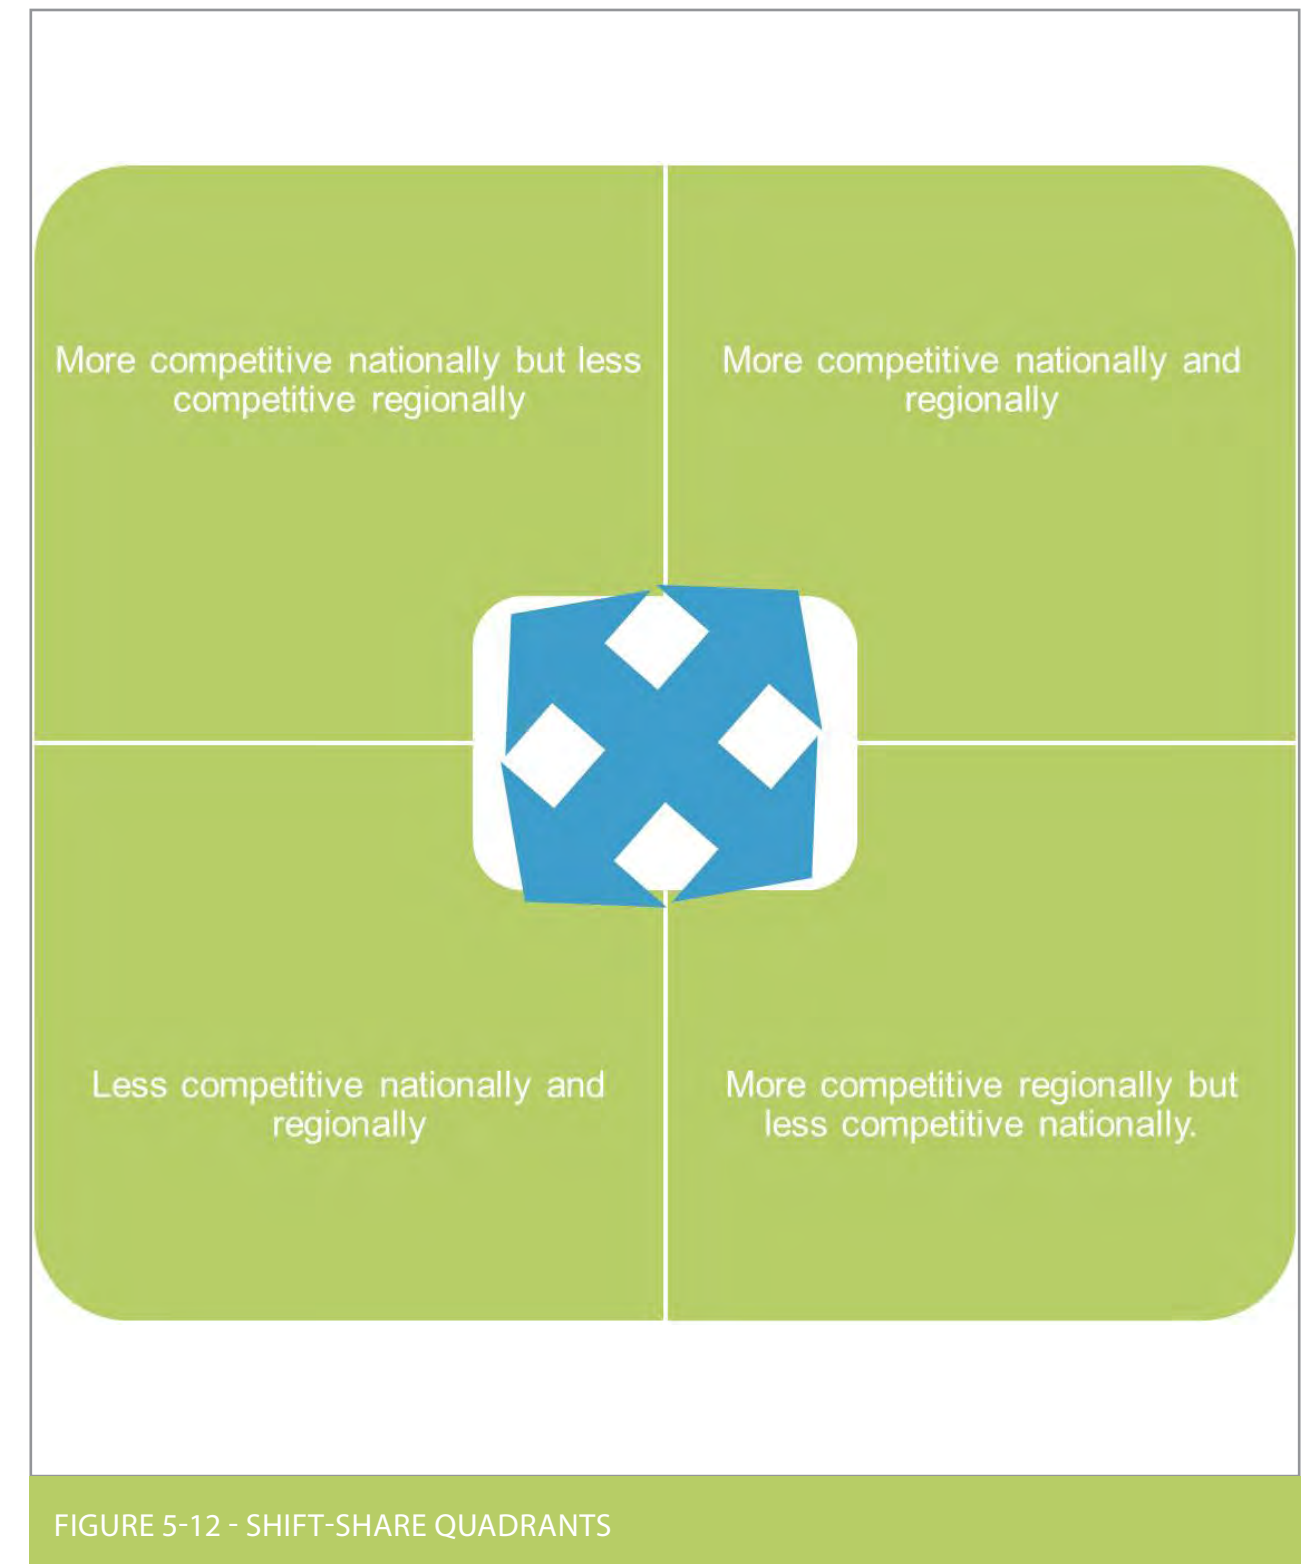 More competitive nationally but less
competitive regionally
More competitive nationally and
regionally
Less competitive nationally and
regionally
More competitive regionally but
less competitive nationally.
FIGURE 5-12 - SHIFT-SHARE QUADRANTS